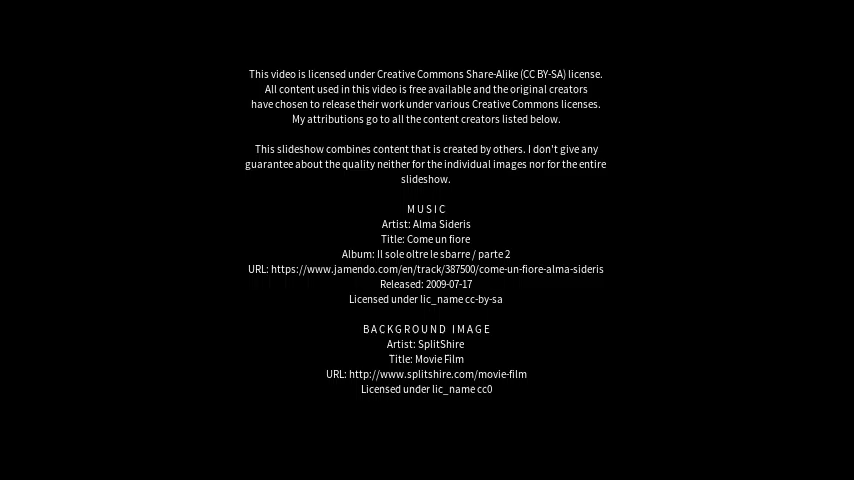 This video is licensed under Creative Commons Share-Alike (CC BY-SA) license.
All content used in this video is free available and the original creators
have chosen to release their work under various Creative Commons licenses.
My attributions go to all the content creators listed below.
This slideshow combines content that is created by others. I don't give any
guarantee about the quality neither for the individual images nor for the entire
slideshow.
MUSIC
Artist: Alma Sideris
Title: Come un fiore
Album: Il sole oltre le sbarre / parte 2
URL: https://www.jamendo.com/en/track/387500/come-un-fiore-alma-sideris
Released: 2009-07-17
Licensed under lic_name cc-by-sa
BACKGROUND IMAGE
Artist: SplitShire
Title: Movie Film
URL: http://www.splitshire.com/movie-film
Licensed under lic_name cc0